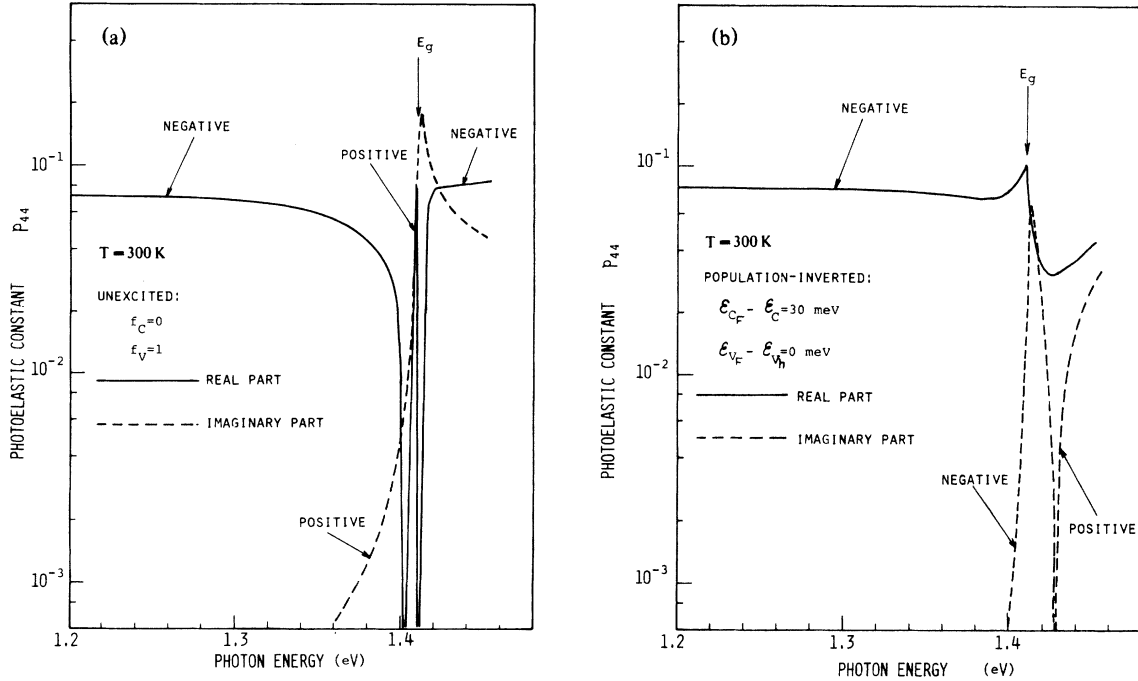 (a)
E_g
NEGATIVE
NEGATIVE
POSITIVE
10^-1
PHOTOELASTIC CONSTANT p_44
T = 300 K
UNEXCITED:
f_C=0
f_V=1
10^-2
REAL PART
IMAGINARY PART
POSITIVE
10^-3
1.2
1.3
1.4
PHOTON ENERGY (eV)
(b)
E_g
NEGATIVE
10^-1
PHOTOELASTIC CONSTANT p_44
T = 300 K
POPULATION-INVERTED:
ℰ_C_F - ℰ_C=30 meV
ℰ_V_F - ℰ_V_h=0 meV
10^-2
REAL PART
IMAGINARY PART
NEGATIVE
POSITIVE
10^-3
1.2
1.3
1.4
PHOTON ENERGY (eV)